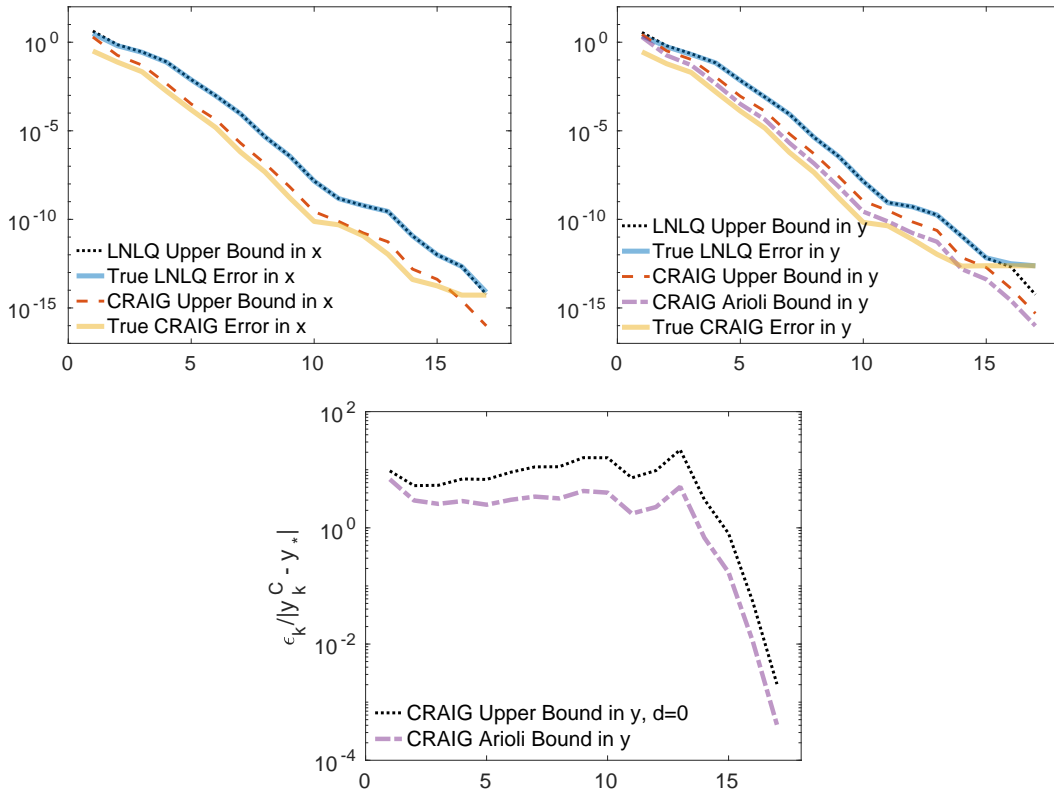 10^0
10^-5
10^-10
10^-15
LNLQ Upper Bound in x
True LNLQ Error in x
CRAIG Upper Bound in x
True CRAIG Error in x
0 5 10 15
10^0
10^-5
10^-10
10^-15
LNLQ Upper Bound in y
True LNLQ Error in y
CRAIG Upper Bound in y
CRAIG Arioli Bound in y
True CRAIG Error in y
0 5 10 15
ϵ_k/|y_k^C - y_*|
10^2
10^0
10^-2
10^-4
CRAIG Upper Bound in y, d=0
CRAIG Arioli Bound in y
0 5 10 15